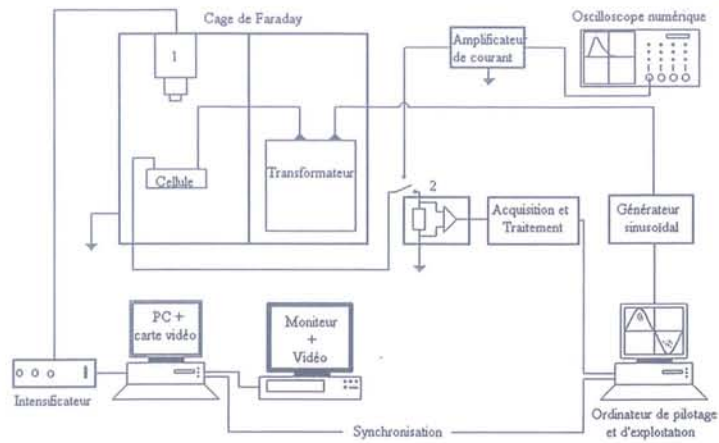 Cage de Faraday
Oscilloscope numérique
1
Amplificateur
de courant
Cellule
Transformateur
2
Acquisition et
Traitement
Générateur
sinusoïdal
PC +
carte vidéo
Moniteur
+
Vidéo
Intensificateur
Synchronisation
Ordinateur de pilotage
et d'exploitation